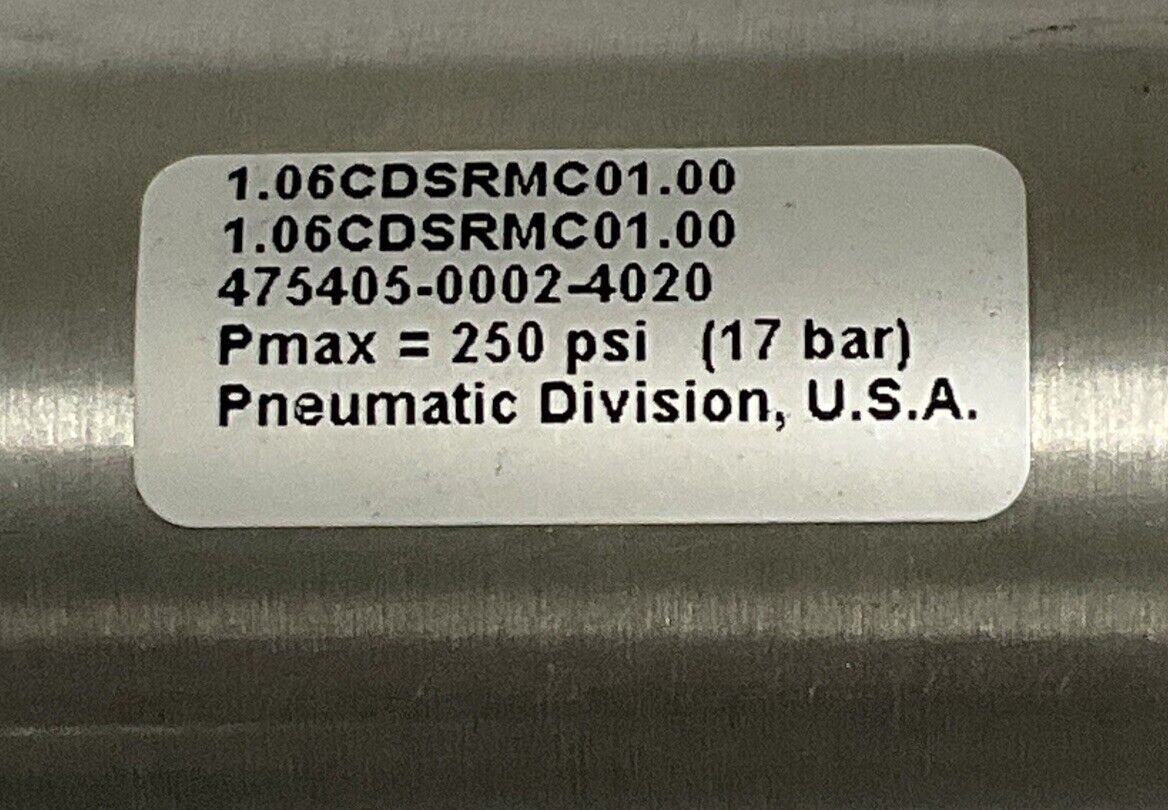 1.06CDSRMC01.00
1.06CDSRMC01.00
475405-0002-4020
Pmax = 250 psi (17 bar)
Pneumatic Division, U.S.A.